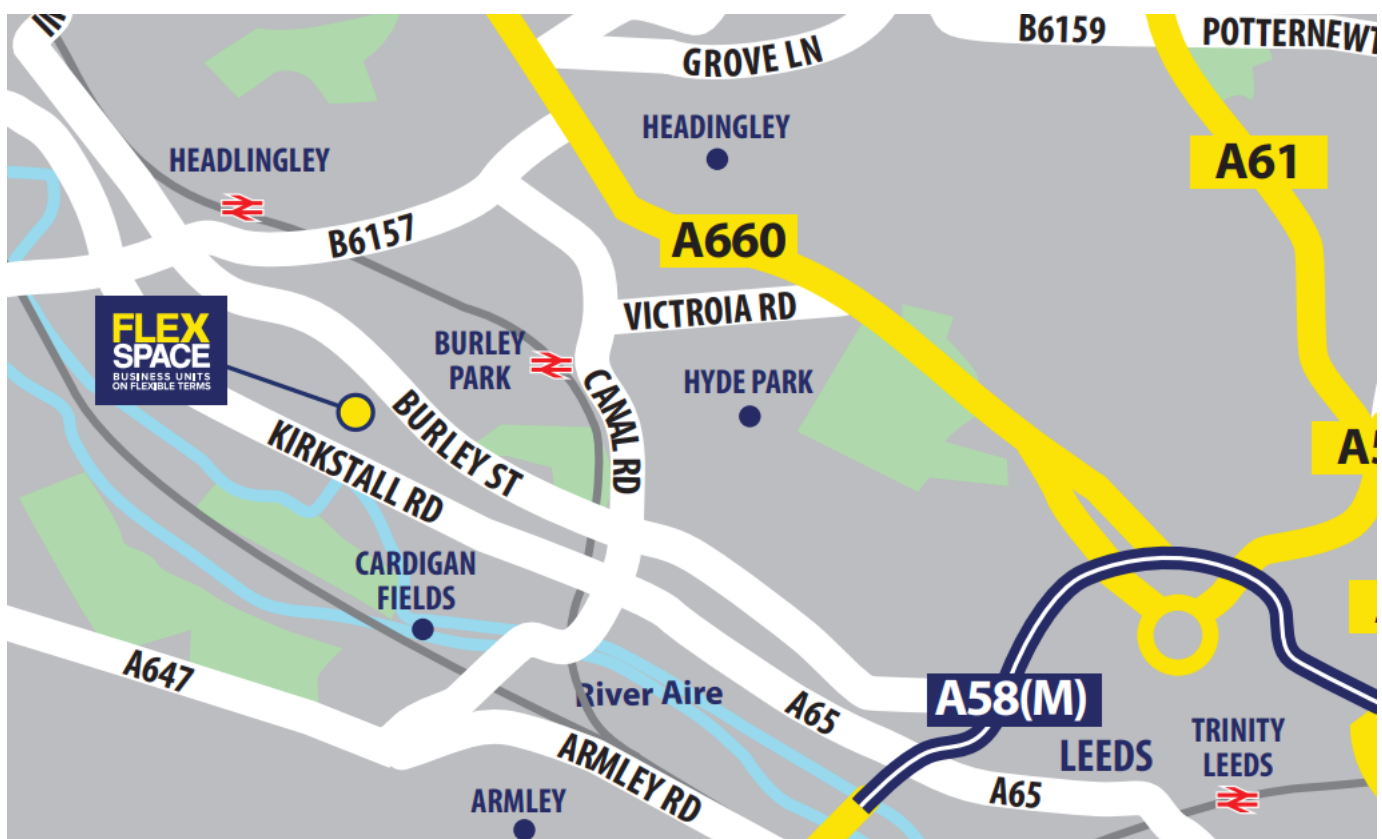 IN
B6159
POTTERNEWT
GROVE LN
HEADINGLEY
HEADLINGLEY
A61
B6157
A660
VICTROIA RD
FLEX
SPACE
BUSINESS UNITS
ON FLEXIBLE TERMS
BURLEY
PARK
HYDE PARK
CANAL RD
BURLEY ST
KIRKSTALL RD
A5
CARDIGAN
FIELDS
A647
River Aire
A65
A58(M)
LEEDS
TRINITY
LEEDS
ARMLEY RD
A65
ARMLEY